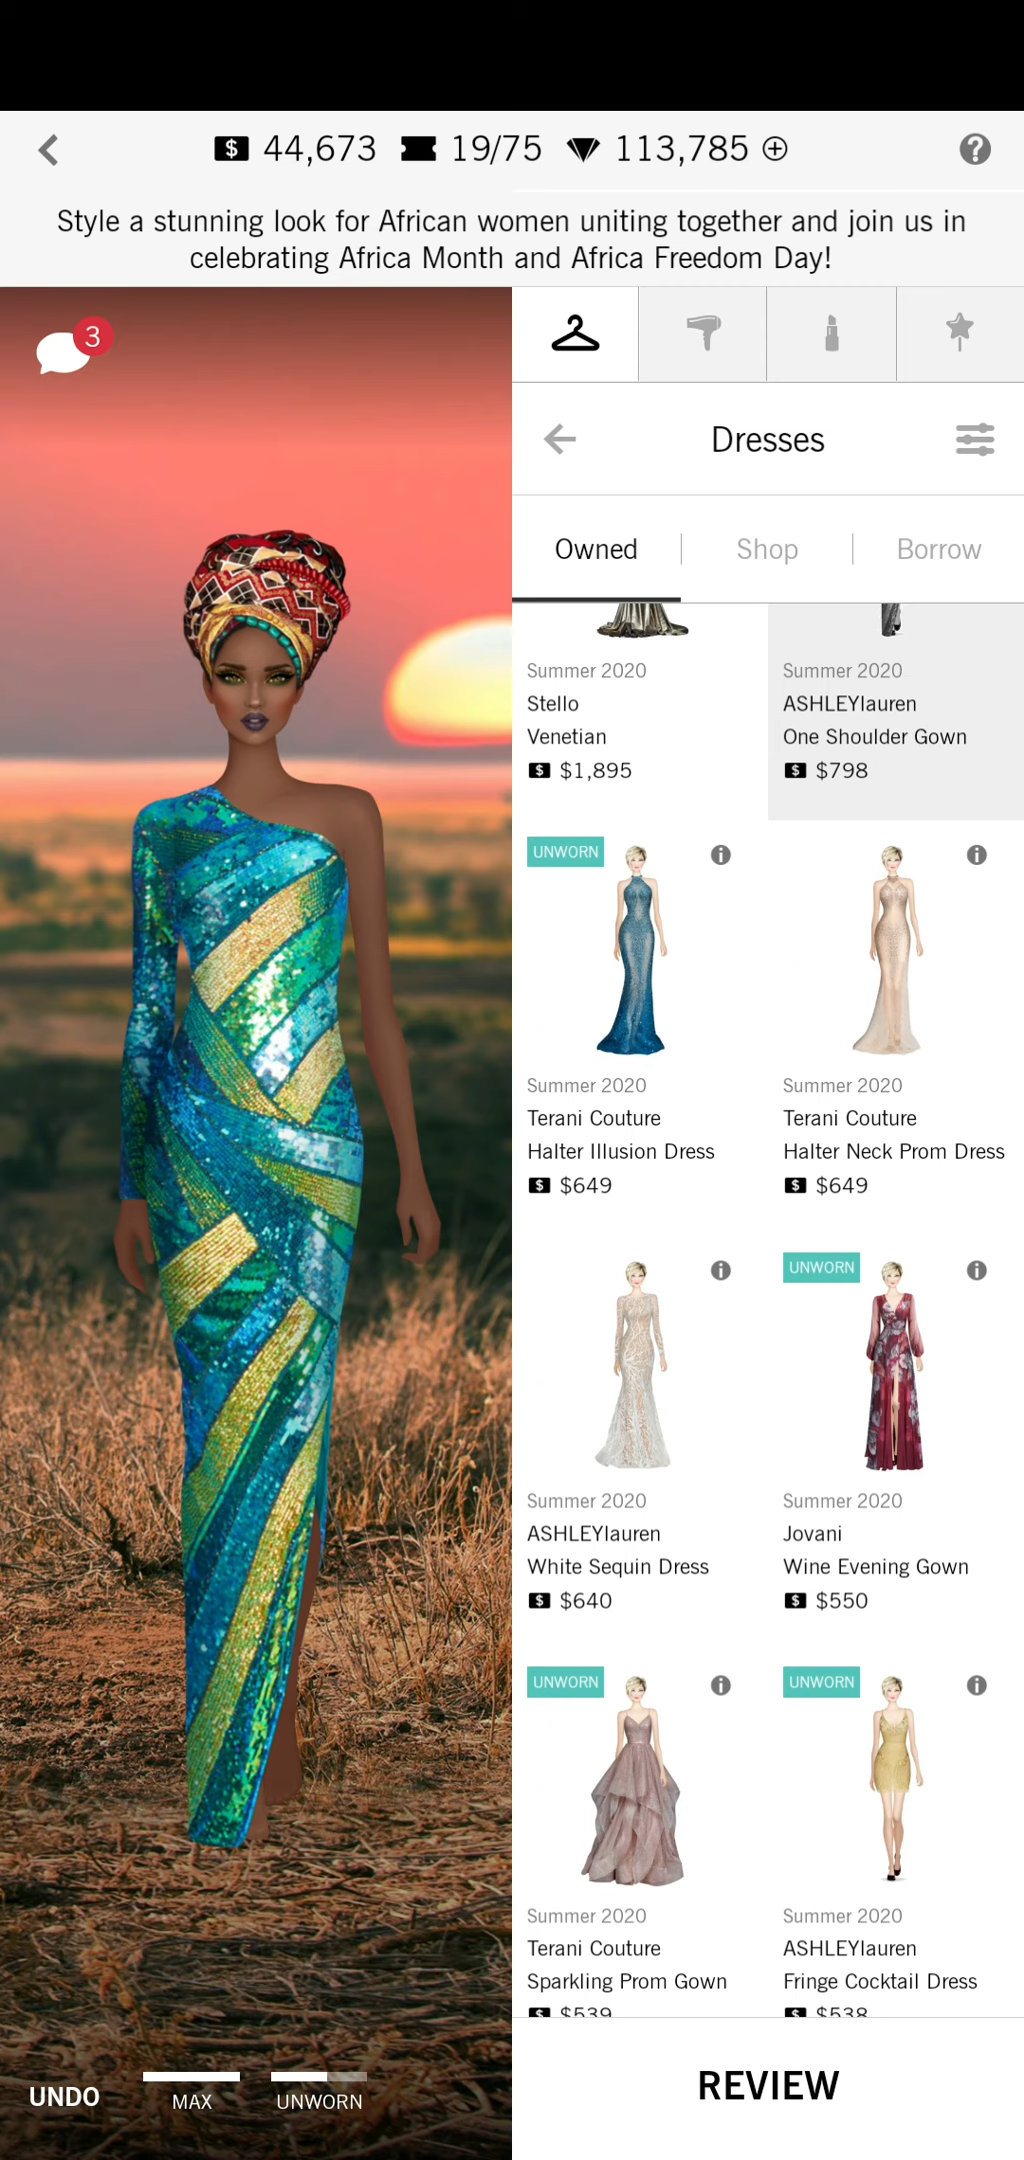 44,673 19/75 113,785
Style a stunning look for African women uniting together and join us in
celebrating Africa Month and Africa Freedom Day!
3
Dresses
Owned Shop Borrow
Summer 2020
Stello
Venetian
$1,895
Summer 2020
ASHLEYlauren
One Shoulder Gown
$798
UNWORN
Summer 2020
Terani Couture
Halter Illusion Dress
$649
Summer 2020
Terani Couture
Halter Neck Prom Dress
$649
Summer 2020
ASHLEYlauren
White Sequin Dress
$640
UNWORN
Summer 2020
Jovani
Wine Evening Gown
$550
UNWORN
Summer 2020
Terani Couture
Sparkling Prom Gown
$539
UNWORN
Summer 2020
ASHLEYlauren
Fringe Cocktail Dress
$538
UNDO
MAX
UNWORN
REVIEW